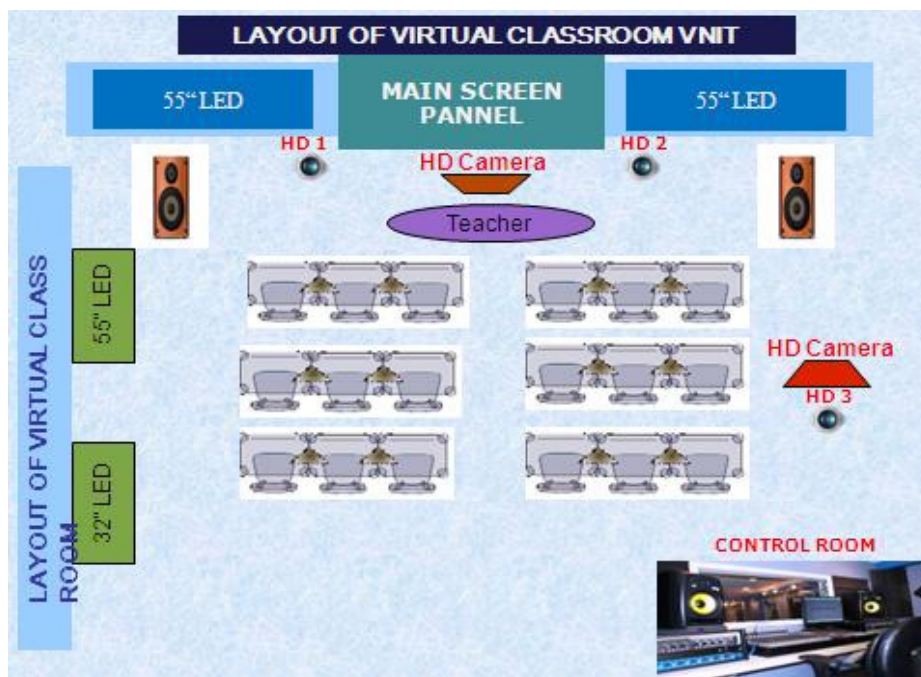 LAYOUT OF VIRTUAL CLASSROOM VNIT
55“ LED
MAIN SCREEN
PANNEL
55“ LED
HD 1
HD 2
HD Camera
Teacher
LAYOUT OF VIRTUAL CLASS
ROOM
55" LED
32" LED
HD Camera
HD 3
CONTROL ROOM